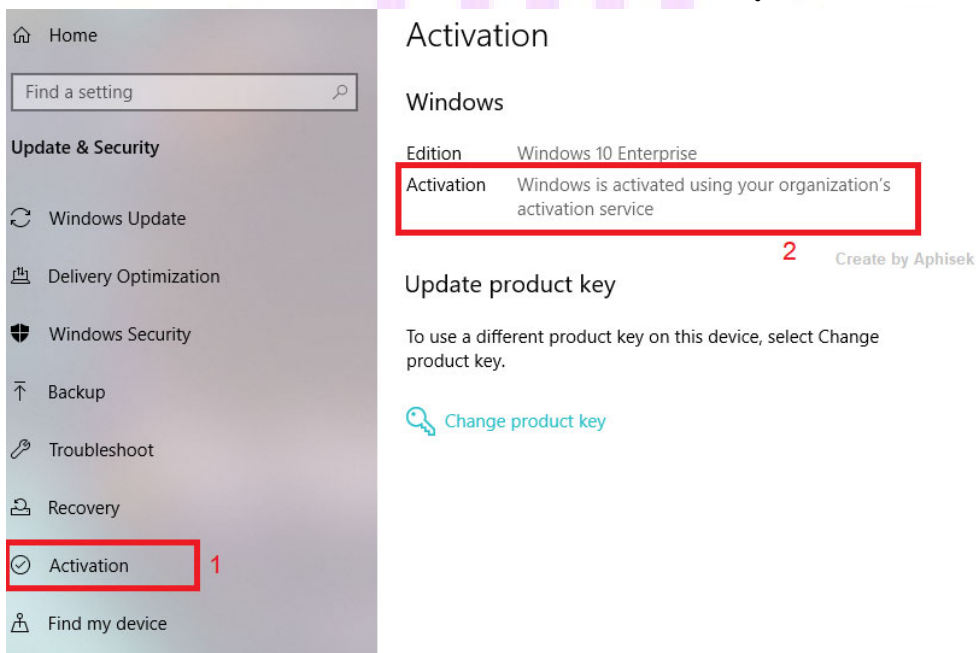 Home
Find a setting
Update & Security
Windows Update
Delivery Optimization
Windows Security
Backup
Troubleshoot
Recovery
Activation
1
Find my device
Activation
Windows
Edition Windows 10 Enterprise
Activation Windows is activated using your organization's
activation service
2
Create by Aphisek
Update product key
To use a different product key on this device, select Change
product key.
Change product key